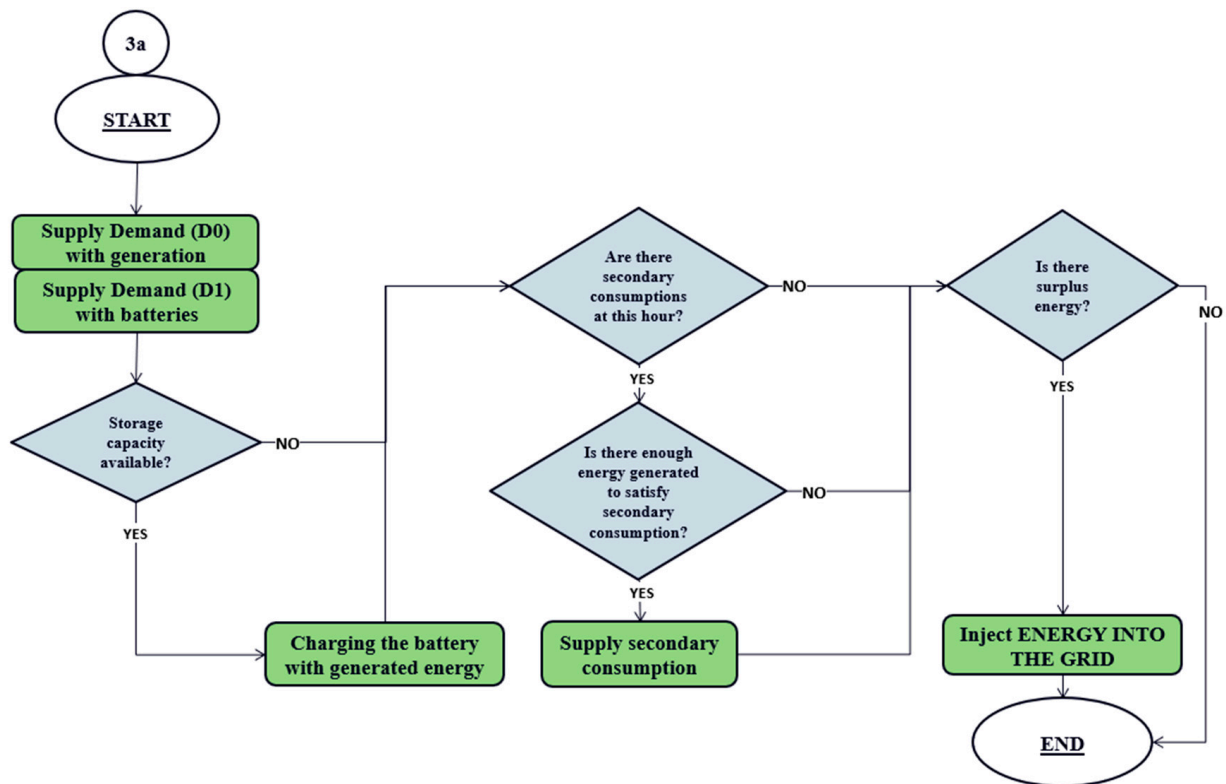 3a
START
Supply Demand (D0)
with generation
Supply Demand (D1)
with batteries
Storage
capacity
available?
NO
YES
Charging the battery
with generated energy
Are there
secondary
consumptions
at this hour?
NO
YES
Is there enough
energy generated
to satisfy
secondary
consumption?
NO
YES
Supply secondary
consumption
Is there
surplus
energy?
NO
YES
Inject ENERGY INTO
THE GRID
END